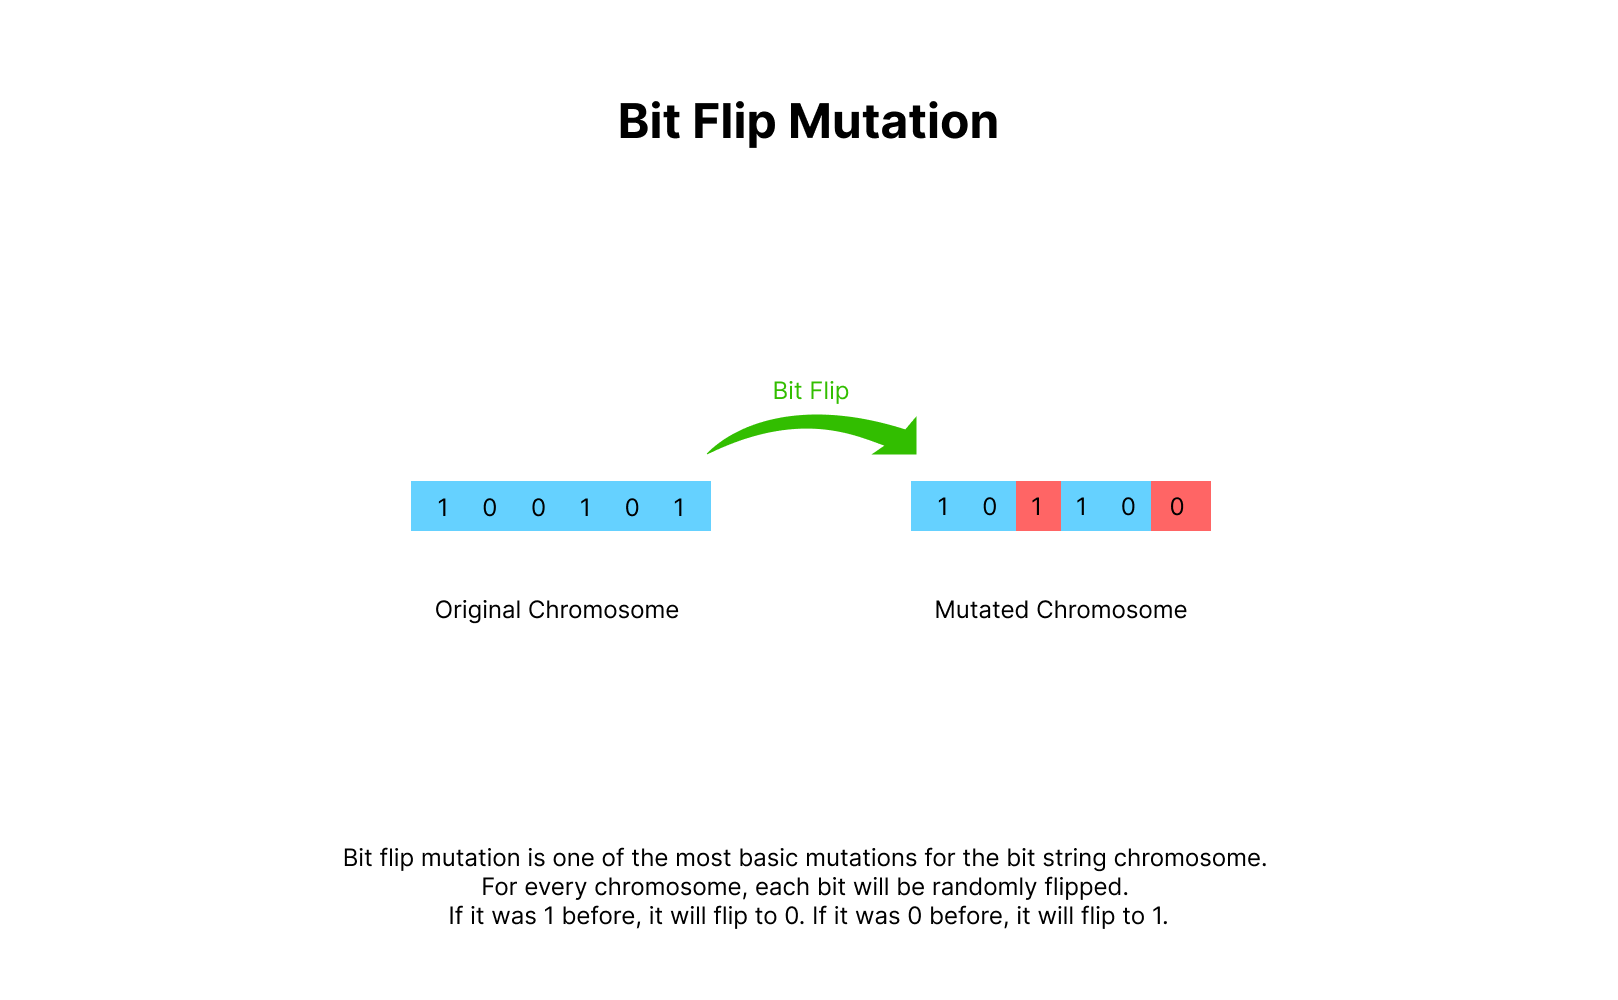 Bit Flip Mutation
Bit Flip
1 0 0 1 0 1
1 0 1 1 0 0
Original Chromosome
Mutated Chromosome
Bit flip mutation is one of the most basic mutations for the bit string chromosome.
For every chromosome, each bit will be randomly flipped.
If it was 1 before, it will flip to 0. If it was 0 before, it will flip to 1.